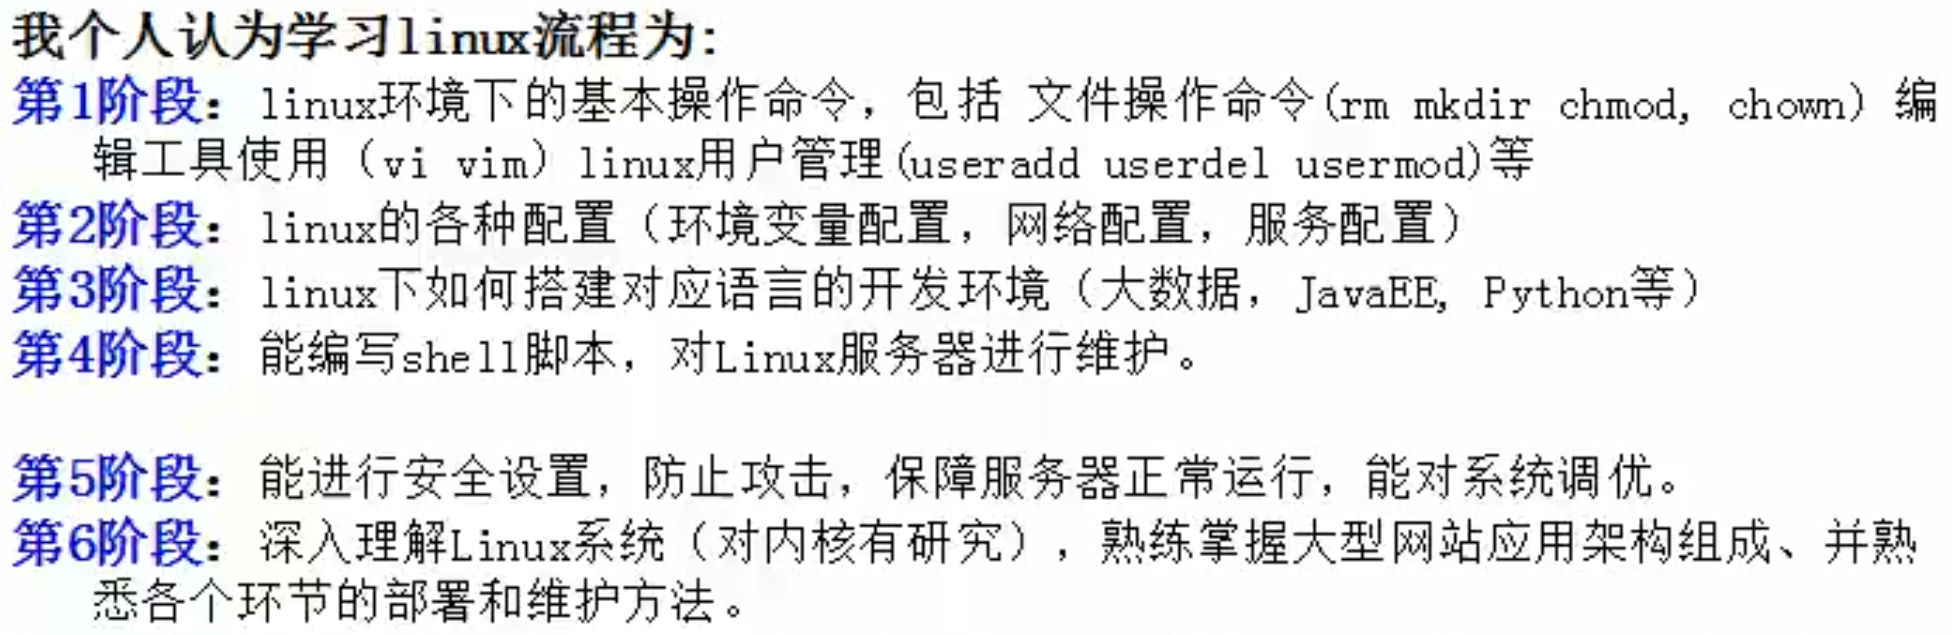 我个人认为学习linux流程为:
第1阶段：linux环境下的基本操作命令，包括 文件操作命令(rm mkdir chmod, chown) 编
辑工具使用（vi vim）linux用户管理(useradd userdel usermod)等
第2阶段：linux的各种配置（环境变量配置，网络配置，服务配置）
第3阶段：linux下如何搭建对应语言的开发环境（大数据，JavaEE, Python等）
第4阶段：能编写shell脚本，对Linux服务器进行维护。
第5阶段：能进行安全设置，防止攻击，保障服务器正常运行，能对系统调优。
第6阶段：深入理解Linux系统（对内核有研究），熟练掌握大型网站应用架构组成、并熟
悉各个环节的部署和维护方法。